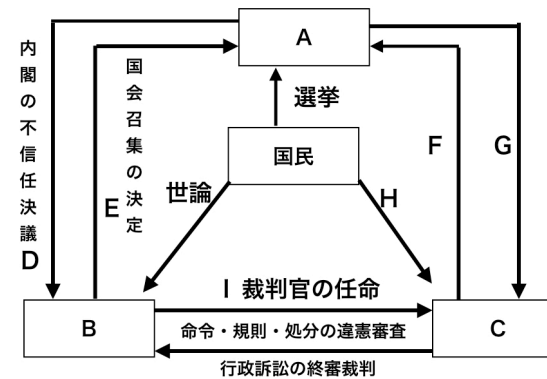 A
内閣の不信任決議
D
国会召集の決定
E
選挙
国民
F
G
世論
H
B
I 裁判官の任命
命令・規則・処分の違憲審査
行政訴訟の終審裁判
C